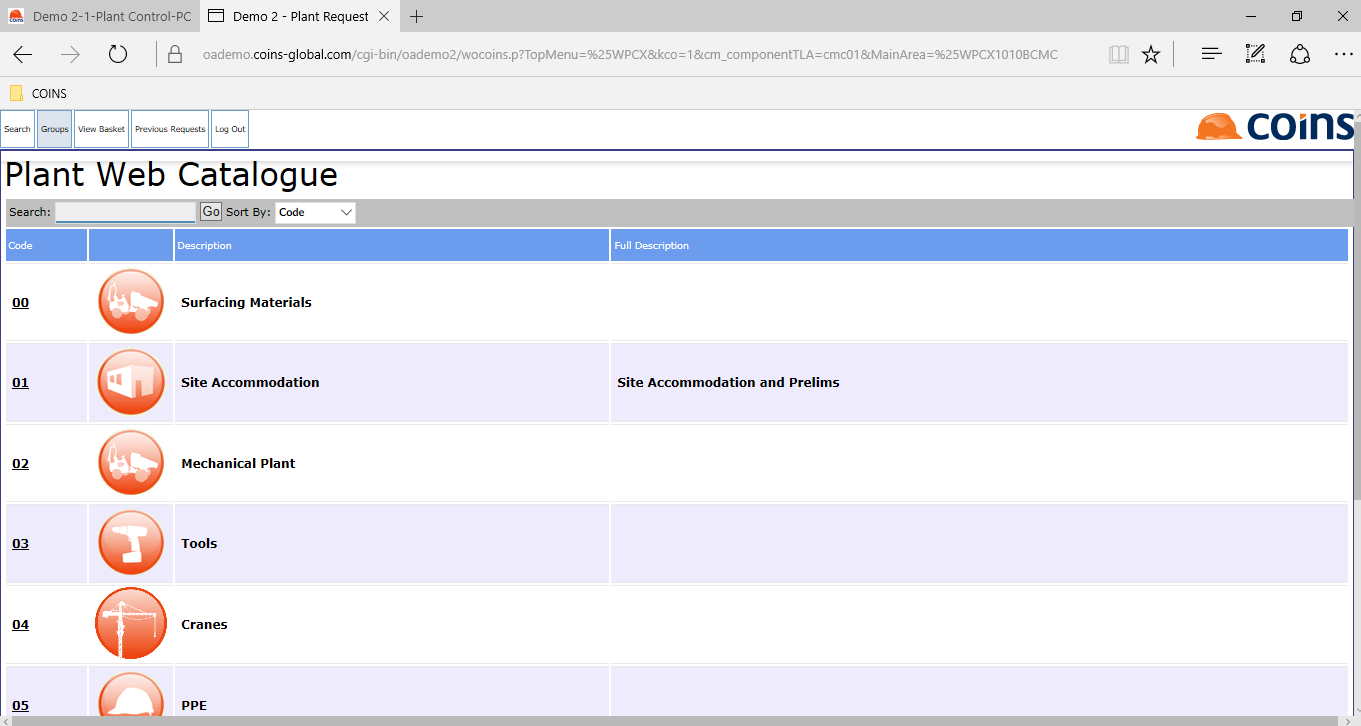 Demo 2-1-Plant Control-PC
Demo 2 - Plant Request
oademo.coins-global.com/cgi-bin/oademo2/wocoins.p?TopMenu=%25WPCX&kco=1&cm_componentTLA=cmc01&MainArea=%25WPCX1010BCMC
COINS
Search Groups View Basket Previous Requests Log Out
coins
Plant Web Catalogue
Search: Go Sort By: Code
Code Description Full Description
00 Surfacing Materials
01 Site Accommodation Site Accommodation and Prelims
02 Mechanical Plant
03 Tools
04 Cranes
05 PPE